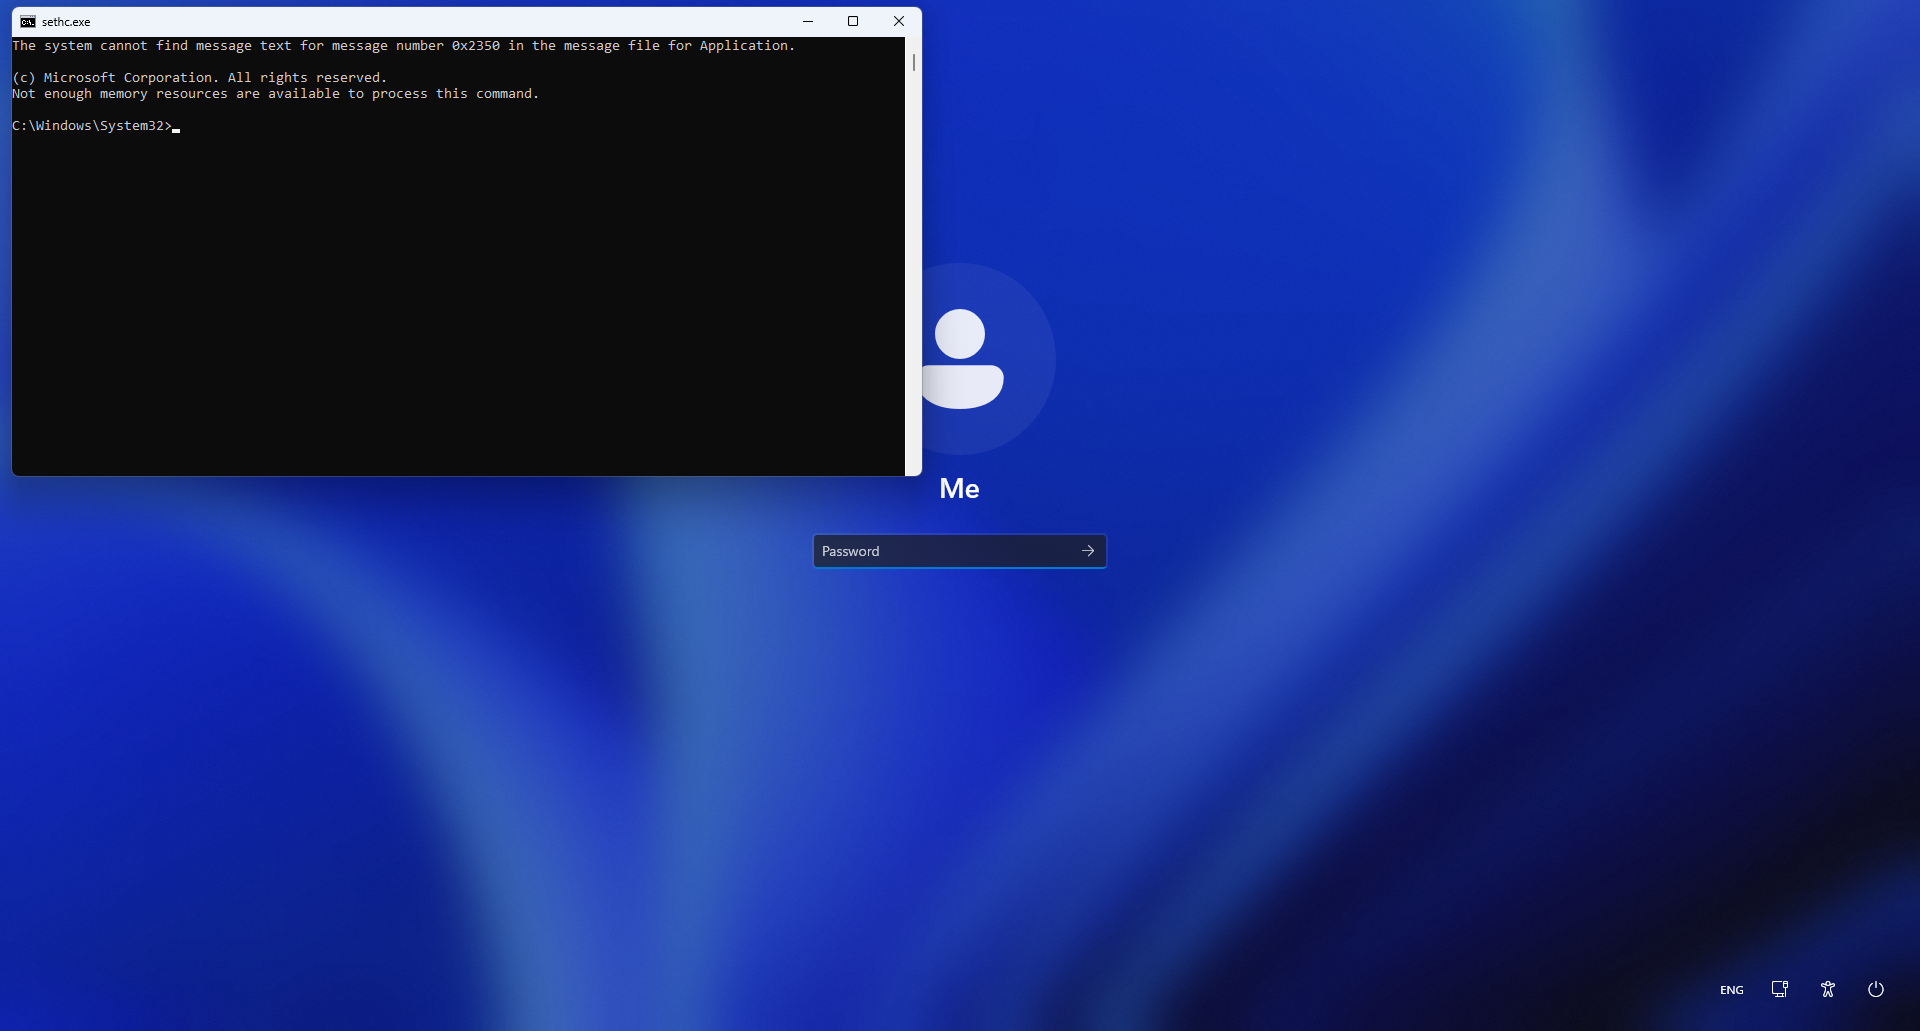 sethc.exe
The system cannot find message text for message number 0x2350 in the message file for Application.
(c) Microsoft Corporation. All rights reserved.
Not enough memory resources are available to process this command.
C:\Windows\System32>
Me
Password
ENG